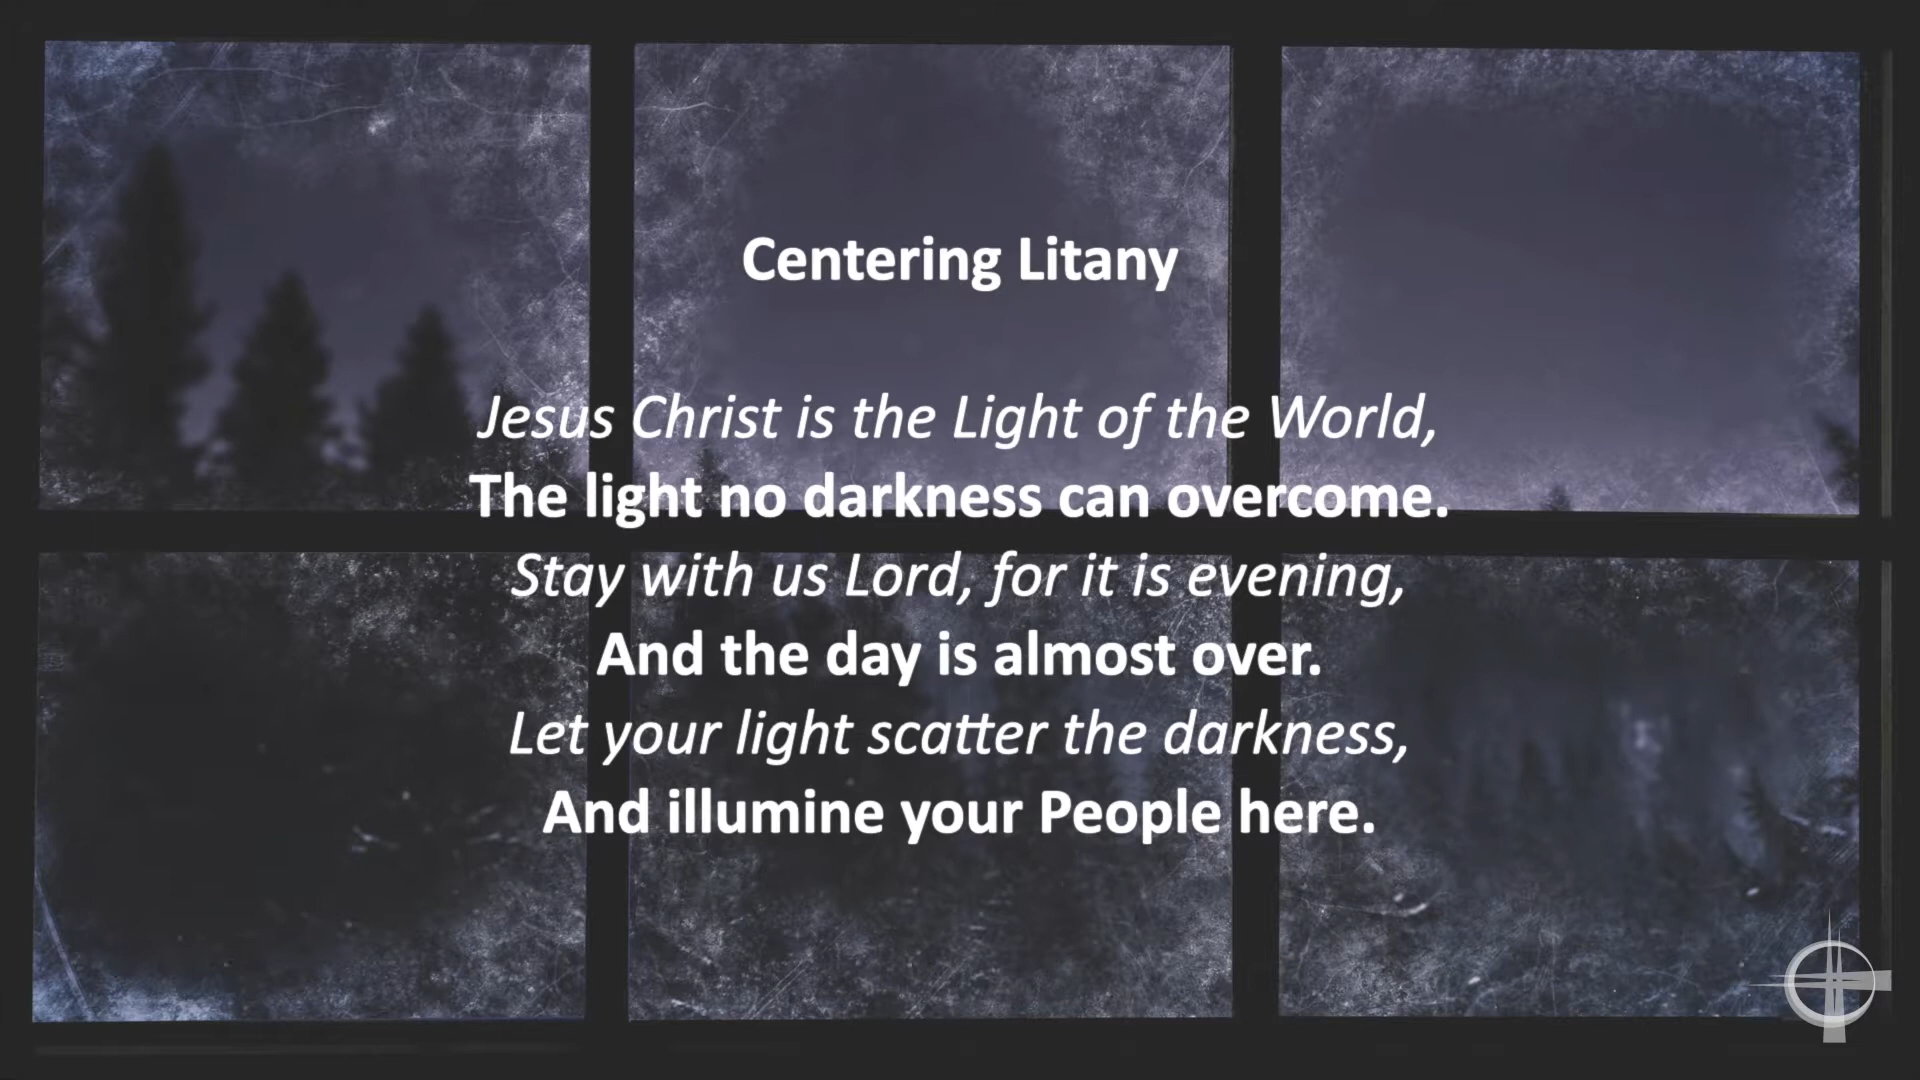 Centering Litany
Jesus Christ is the Light of the World,
The light no darkness can overcome.
Stay with us Lord, for it is evening,
And the day is almost over.
Let your light scatter the darkness,
And illumine your People here.